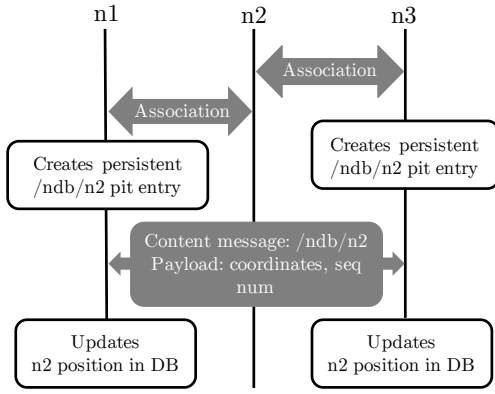 n1
n2
n3
Association
Association
Creates persistent
/ndb/n2 pit entry
Creates persistent
/ndb/n2 pit entry
Content message: /ndb/n2
Payload: coordinates, seq
num
Updates
n2 position in DB
Updates
n2 position in DB